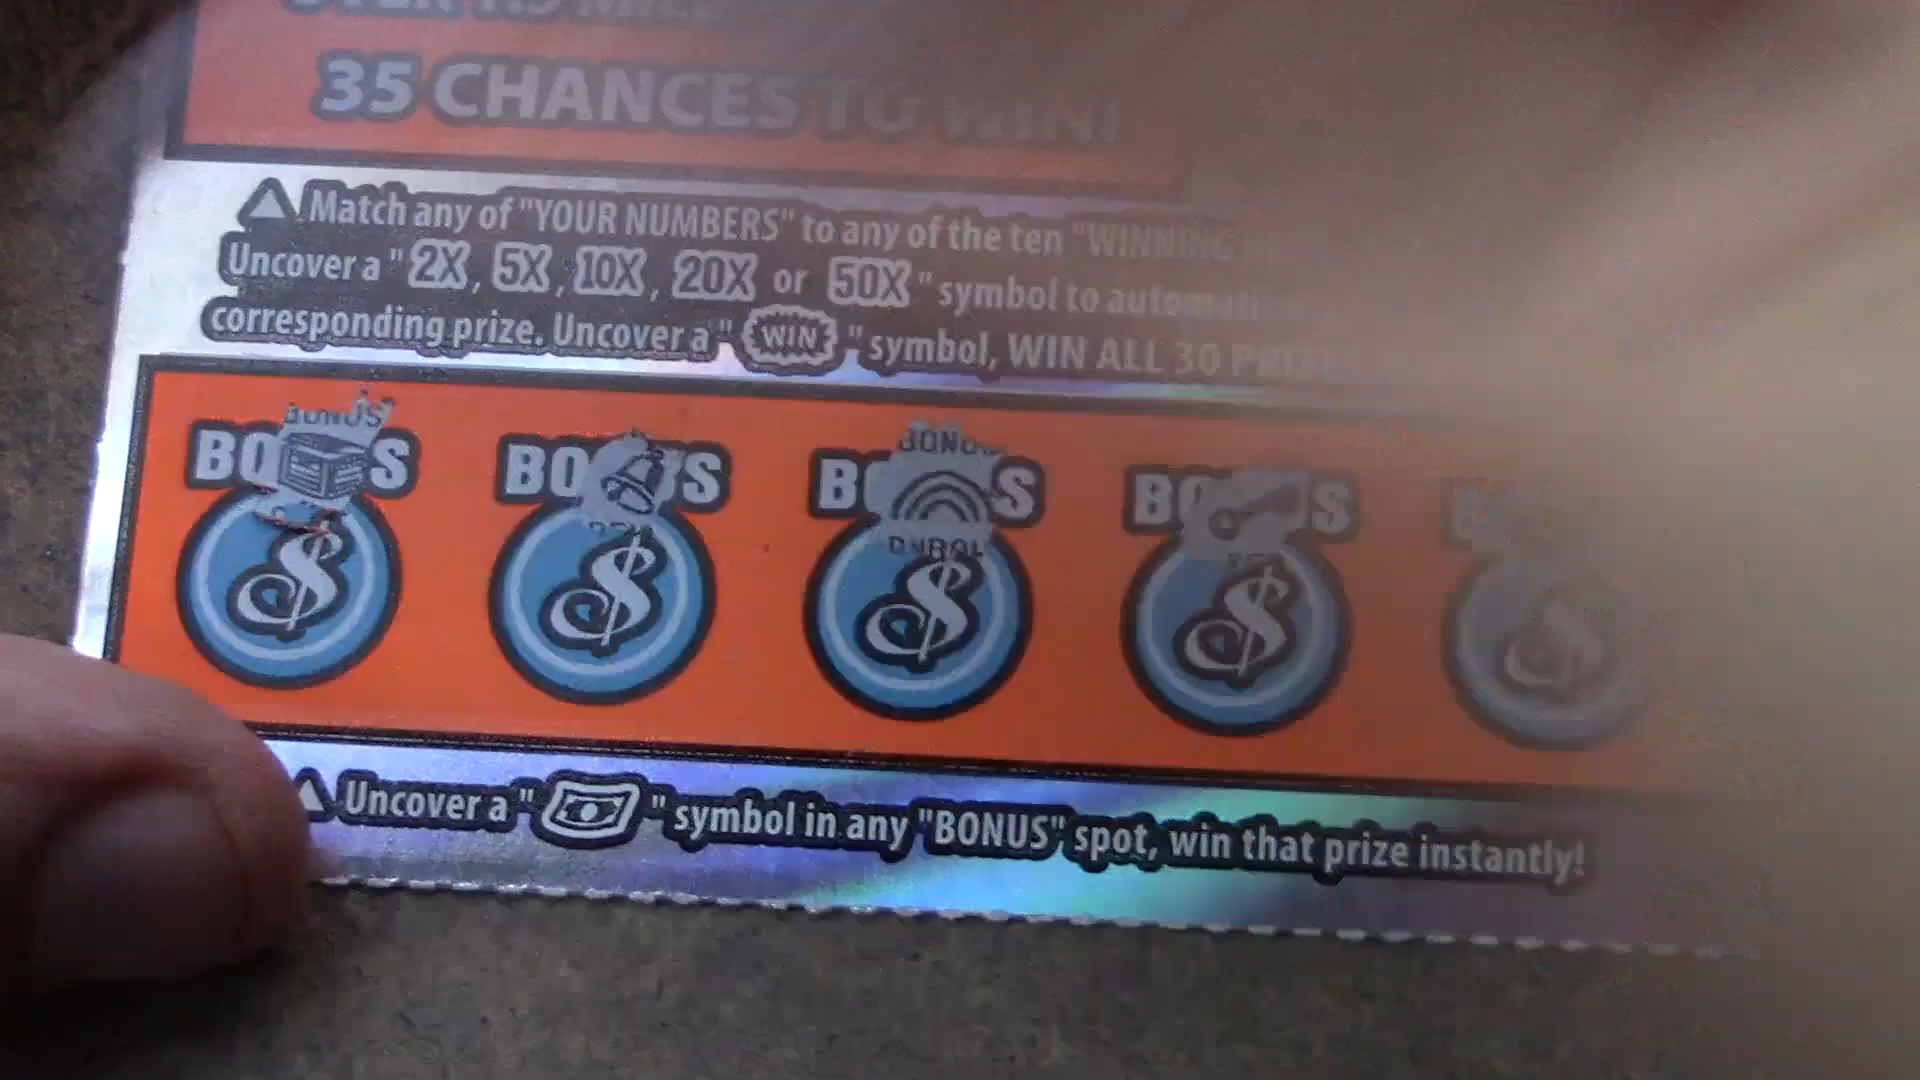 35 CHANCES TO WIN!
Match any of "YOUR NUMBERS" to any of the ten "WINNING
Uncover a " 2X, 5X, 10X, 20X or 50X " symbol to
corresponding prize. Uncover a " WIN " symbol, WIN ALL 30
BONUS
BONUS BONUS BONUS BONUS
$ $ $ $ $
Uncover a " " symbol in any "BONUS" spot, win that prize instantly!